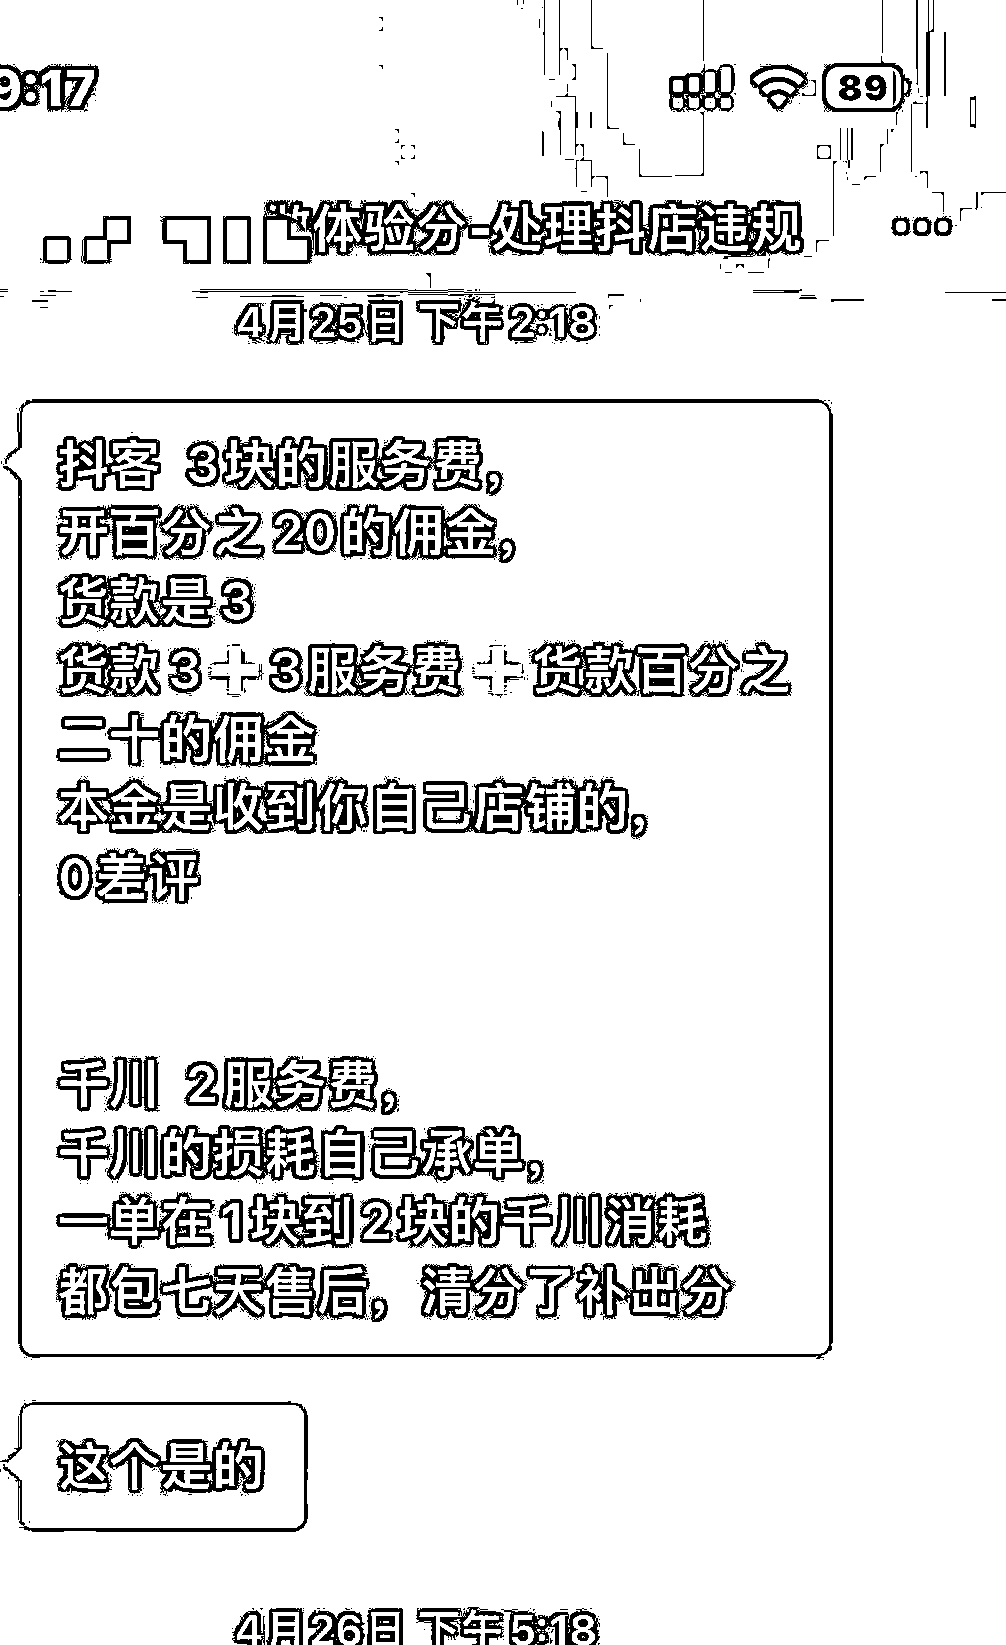 9:17
89
体验分-处理抖店违规
4月25日 下午2:18
抖客 3块的服务费，
开百分之20的佣金，
货款是3
货款3➕3服务费➕货款百分之
二十的佣金
本金是收到你自己店铺的，
0差评
千川 2服务费，
千川的损耗自己承单，
一单在1块到2块的千川消耗
都包七天售后，清分了补出分
这个是的
4月26日 下午5:18